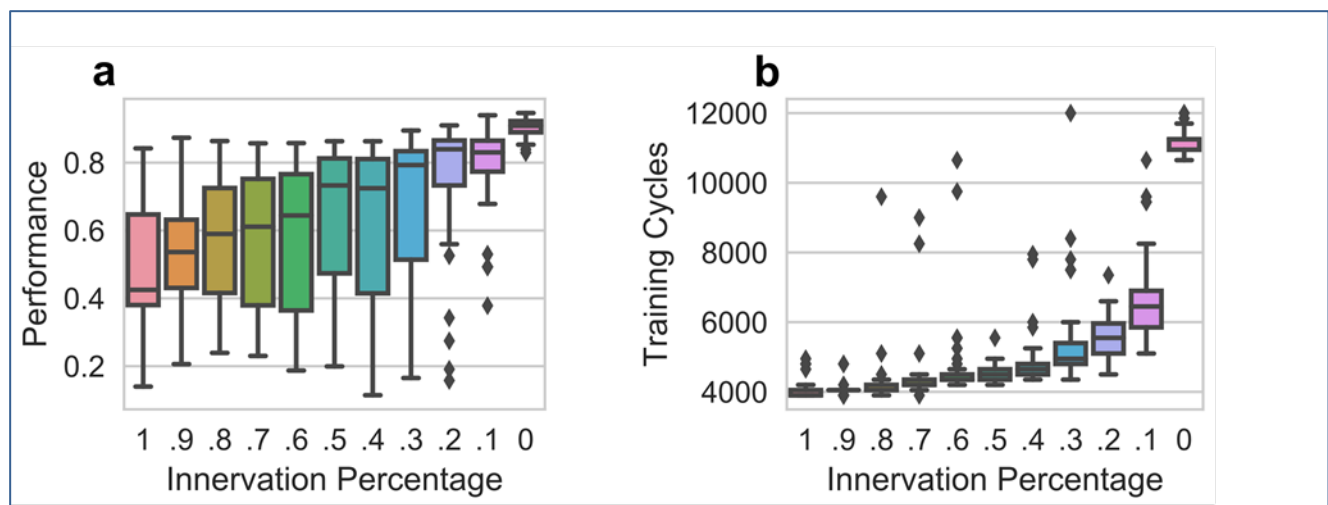 a
Performance
0.8
0.6
0.4
0.2
1 .9 .8 .7 .6 .5 .4 .3 .2 .1 0
Innervation Percentage
b
Training Cycles
12000
10000
8000
6000
4000
1 .9 .8 .7 .6 .5 .4 .3 .2 .1 0
Innervation Percentage